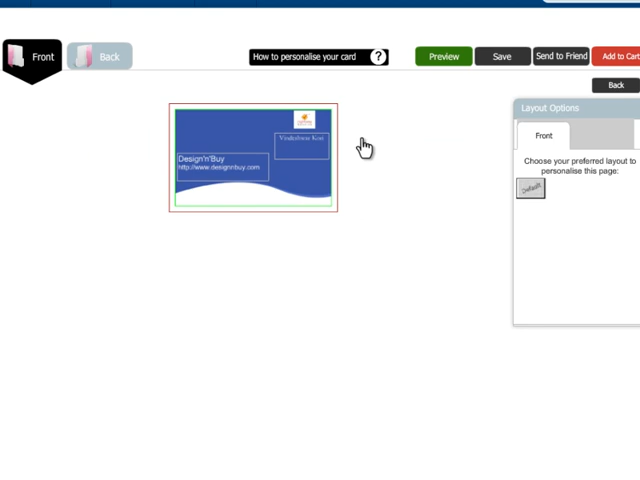 Front
Back
How to personalise your card ?
Preview
Save
Send to Friend
Add to Cart
Back
Layout Options
Front
Choose your preferred layout to
personalise this page:
Default
Design'n'Buy
http://www.designnbuy.com